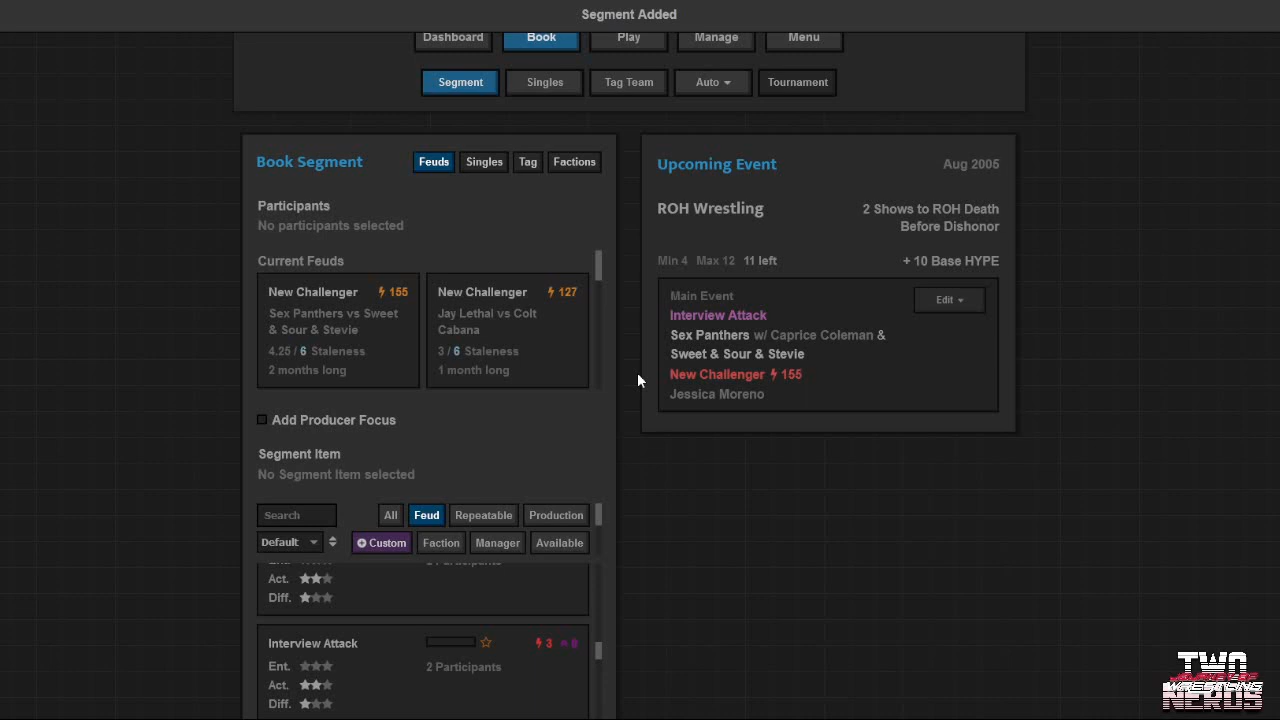 Segment Added
Dashboard Book Play Manage Menu
Segment Singles Tag Team Auto Tournament
Book Segment Feuds Singles Tag Factions
Participants
No participants selected
Current Feuds
New Challenger 155
Sex Panthers vs Sweet
& Sour & Stevie
4.25 / 6 Staleness
2 months long
New Challenger 127
Jay Lethal vs Colt
Cabana
3 / 6 Staleness
1 month long
Add Producer Focus
Segment Item
No Segment Item selected
Search All Feud Repeatable Production
Default Custom Faction Manager Available
Act.
Diff.
Interview Attack 3
Ent. 2 Participants
Act.
Diff.
Upcoming Event Aug 2005
ROH Wrestling 2 Shows to ROH Death
Before Dishonor
Min 4 Max 12 11 left + 10 Base HYPE
Main Event Edit
Interview Attack
Sex Panthers w/ Caprice Coleman &
Sweet & Sour & Stevie
New Challenger 155
Jessica Moreno
TWO
WRESTLING
NERDS